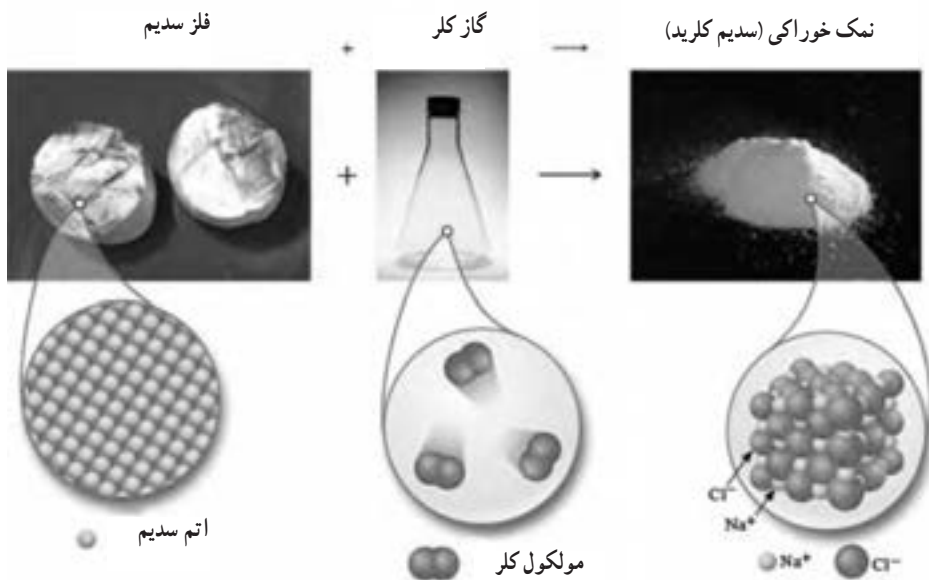 فلز سدیم + گاز کلر → نمک خوراکی (سدیم کلرید)
+ →
Cl⁻
Na⁺
اتم سدیم
مولکول کلر
Na⁺ Cl⁻